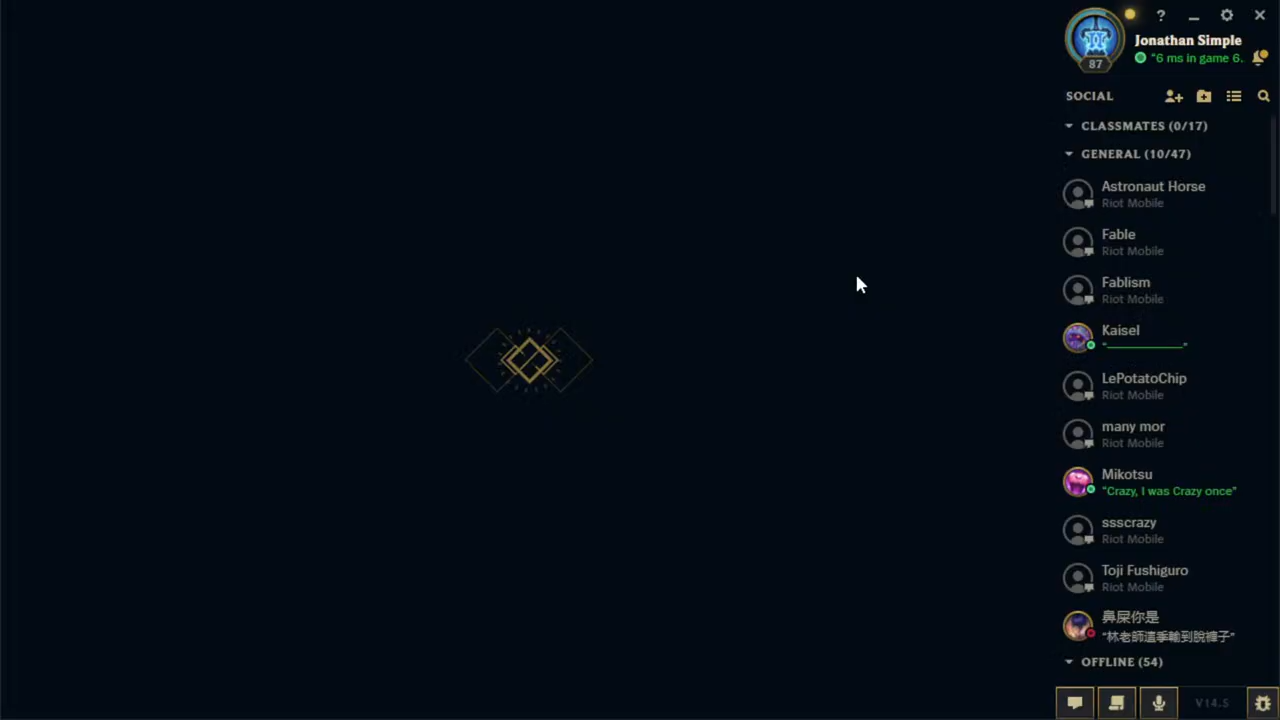 ?
Jonathan Simple
87
"6 ms in game 6.
SOCIAL
CLASSMATES (0/17)
GENERAL (10/47)
Astronaut Horse
Riot Mobile
Fable
Riot Mobile
Fablism
Riot Mobile
Kaisel
"_______________"
LePotatoChip
Riot Mobile
many mor
Riot Mobile
Mikotsu
"Crazy, I was Crazy once"
ssscrazy
Riot Mobile
Toji Fushiguro
Riot Mobile
鼻屎你是
"林老師這季輸到脫褲子"
OFFLINE (54)
V14.5